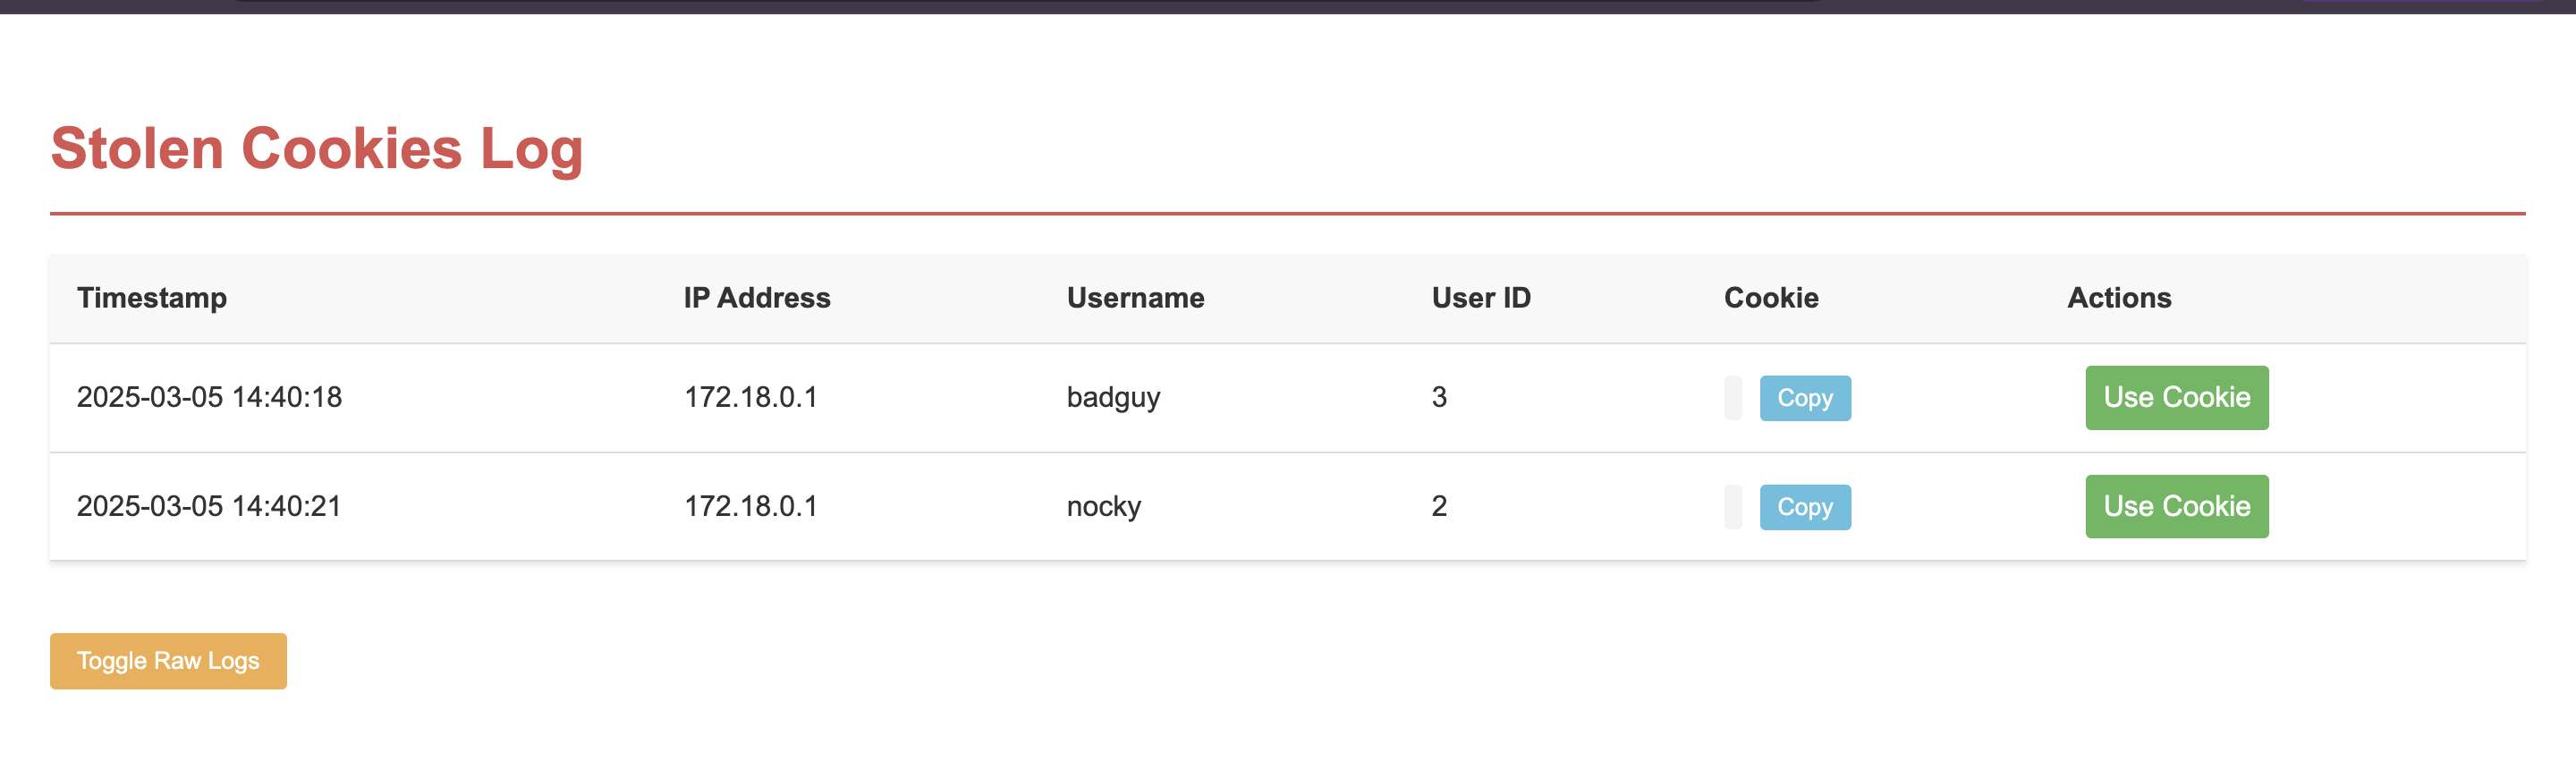 Stolen Cookies Log
Timestamp IP Address Username User ID Cookie Actions
2025-03-05 14:40:18 172.18.0.1 badguy 3 Copy Use Cookie
2025-03-05 14:40:21 172.18.0.1 nocky 2 Copy Use Cookie
Toggle Raw Logs